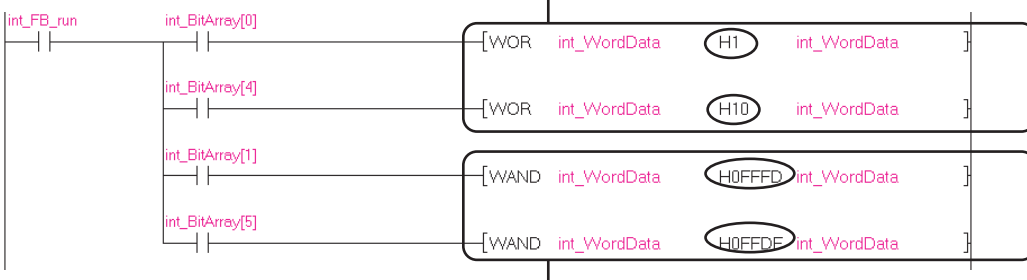 int_FB_run int_BitArray[0]
[WOR int_WordData H1 int_WordData ]
int_BitArray[4]
[WOR int_WordData H10 int_WordData ]
int_BitArray[1]
[WAND int_WordData H0FFFD int_WordData ]
int_BitArray[5]
[WAND int_WordData H0FFDF int_WordData ]